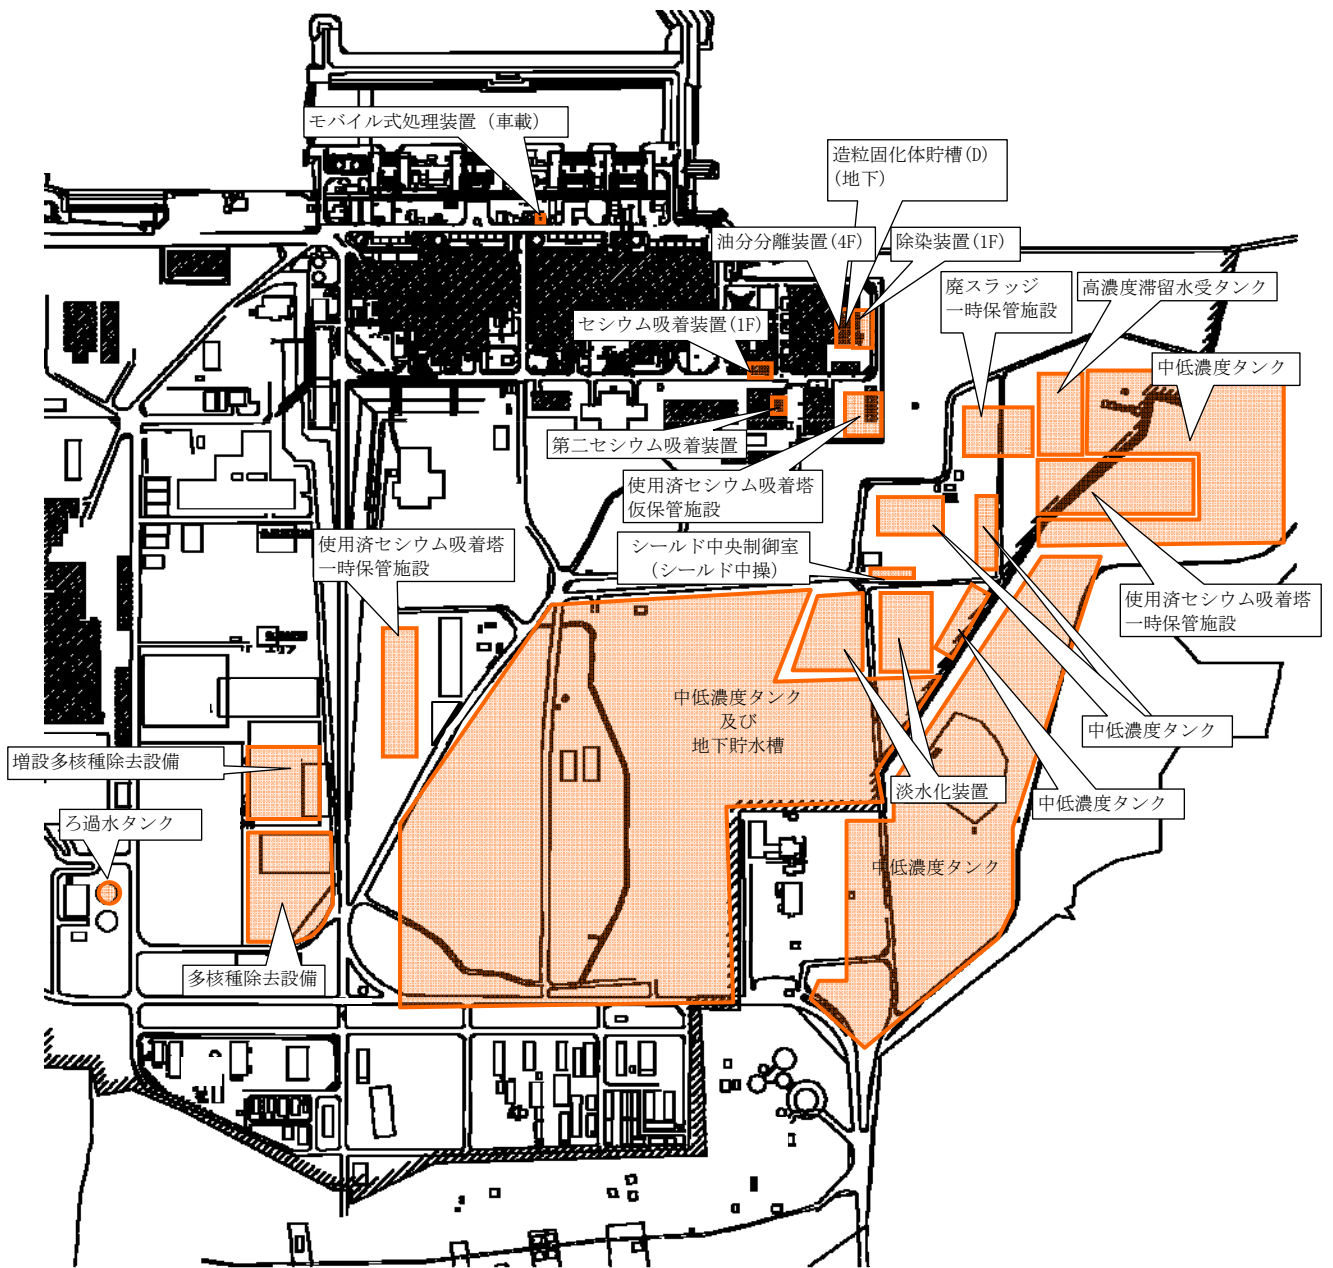 モバイル式処理装置（車載）
造粒固化体貯槽(D)
(地下)
油分分離装置(4F)
除染装置(1F)
廃スラッジ
一時保管施設
高濃度滞留水受タンク
セシウム吸着装置(1F)
中低濃度タンク
第二セシウム吸着装置
使用済セシウム吸着塔
仮保管施設
使用済セシウム吸着塔
一時保管施設
シールド中央制御室
（シールド中操）
使用済セシウム吸着塔
一時保管施設
中低濃度タンク
及び
地下貯水槽
中低濃度タンク
増設多核種除去設備
淡水化装置
中低濃度タンク
ろ過水タンク
中低濃度タンク
多核種除去設備